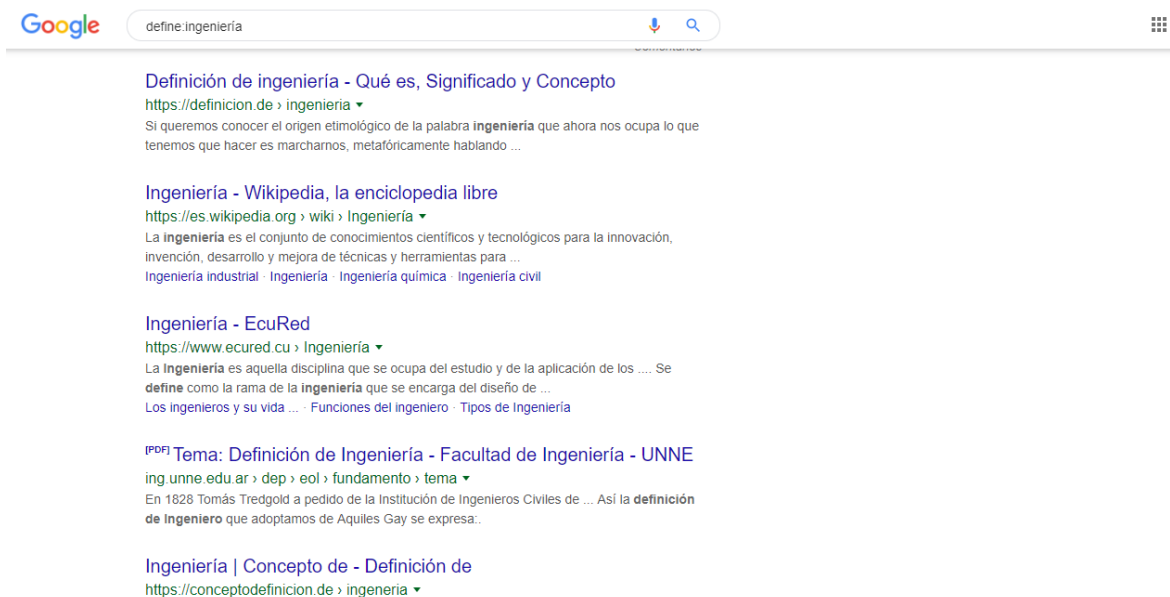 Google
define:ingeniería
Comentarios
Definición de ingeniería - Qué es, Significado y Concepto
https://definicion.de › ingenieria
Si queremos conocer el origen etimológico de la palabra ingeniería que ahora nos ocupa lo que
tenemos que hacer es marcharnos, metafóricamente hablando ...
Ingeniería - Wikipedia, la enciclopedia libre
https://es.wikipedia.org › wiki › Ingeniería
La ingeniería es el conjunto de conocimientos científicos y tecnológicos para la innovación,
invención, desarrollo y mejora de técnicas y herramientas para ...
Ingeniería industrial · Ingeniería · Ingeniería química · Ingeniería civil
Ingeniería - EcuRed
https://www.ecured.cu › Ingeniería
La Ingeniería es aquella disciplina que se ocupa del estudio y de la aplicación de los .... Se
define como la rama de la ingeniería que se encarga del diseño de ...
Los ingenieros y su vida ... · Funciones del ingeniero · Tipos de Ingeniería
[PDF] Tema: Definición de Ingeniería - Facultad de Ingeniería - UNNE
ing.unne.edu.ar › dep › eol › fundamento › tema
En 1828 Tomás Tredgold a pedido de la Institución de Ingenieros Civiles de ... Así la definición
de Ingeniero que adoptamos de Aquiles Gay se expresa:.
Ingeniería | Concepto de - Definición de
https://conceptodefinicion.de › ingeneria